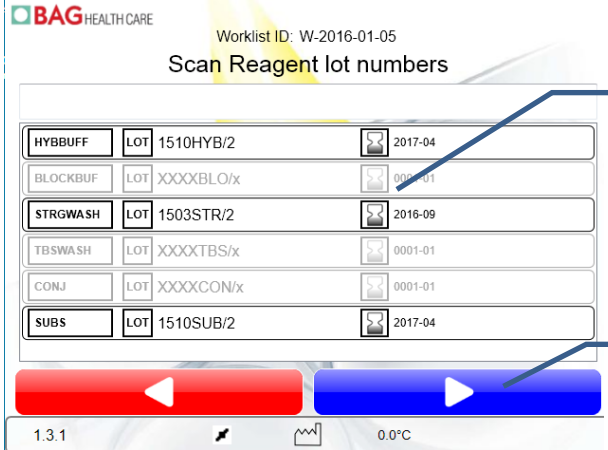 BAG HEALTH CARE
Worklist ID: W-2016-01-05
Scan Reagent lot numbers
HYBBUFF LOT 1510HYB/2 2017-04
BLOCKBUF LOT XXXXBLO/x 0001-01
STRGWASH LOT 1503STR/2 2016-09
TBSWASH LOT XXXXTBS/x 0001-01
CONJ LOT XXXXCON/x 0001-01
SUBS LOT 1510SUB/2 2017-04
1.3.1 0.0°C